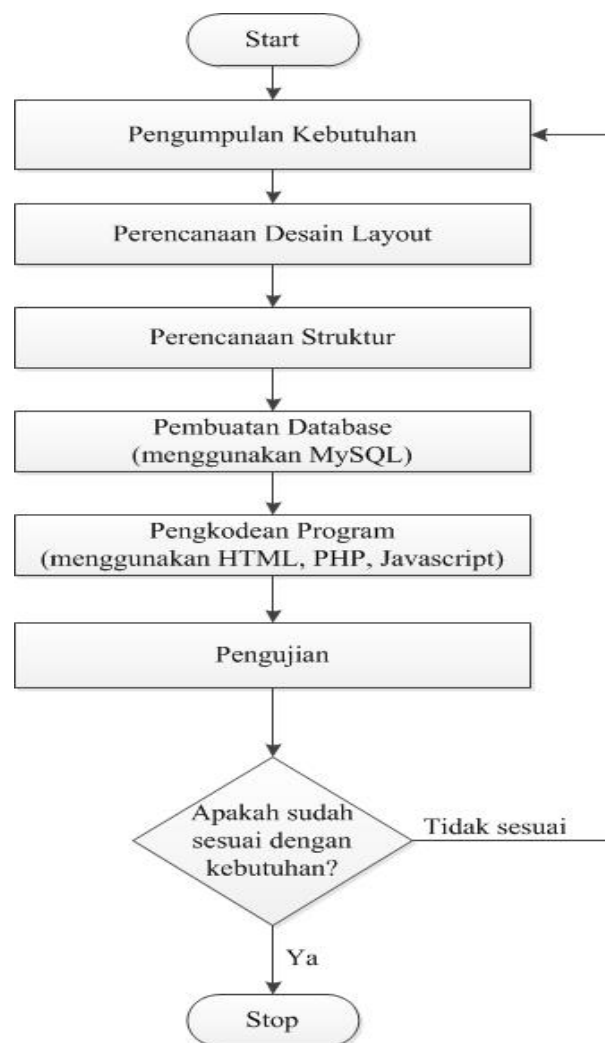 Start
Pengumpulan Kebutuhan
Perencanaan Desain Layout
Perencanaan Struktur
Pembuatan Database
(menggunakan MySQL)
Pengkodean Program
(menggunakan HTML, PHP, Javascript)
Pengujian
Apakah sudah
sesuai dengan
kebutuhan?
Tidak sesuai
Ya
Stop